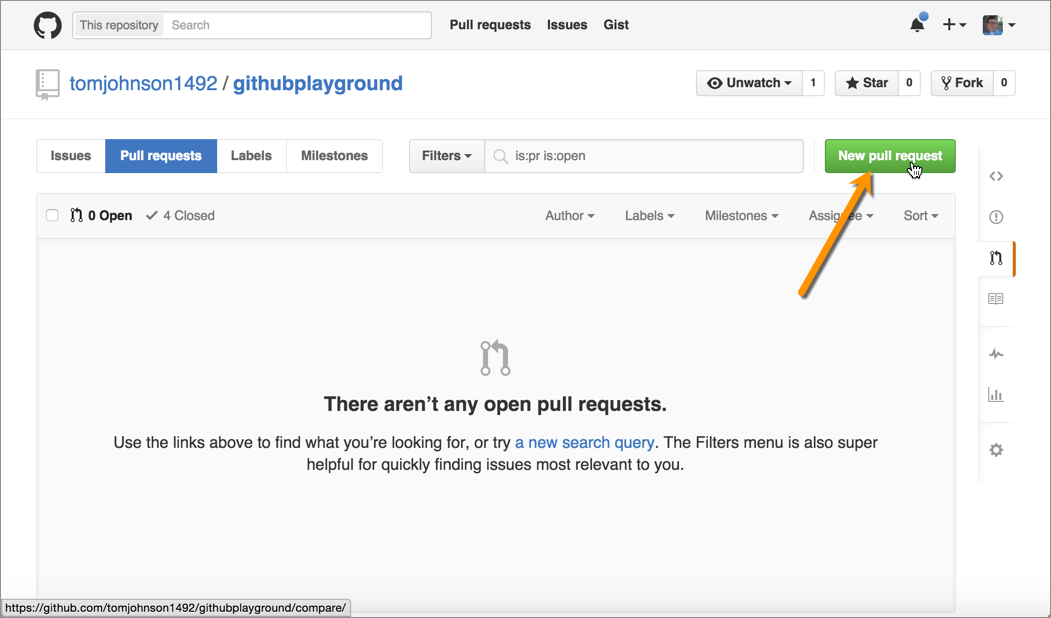 This repository Search Pull requests Issues Gist
tomjohnson1492 / githubplayground Unwatch 1 Star 0 Fork 0
Issues Pull requests Labels Milestones Filters is:pr is:open New pull request
0 Open 4 Closed Author Labels Milestones Assignee Sort
There aren’t any open pull requests.
Use the links above to find what you’re looking for, or try a new search query. The Filters menu is also super
helpful for quickly finding issues most relevant to you.
https://github.com/tomjohnson1492/githubplayground/compare/